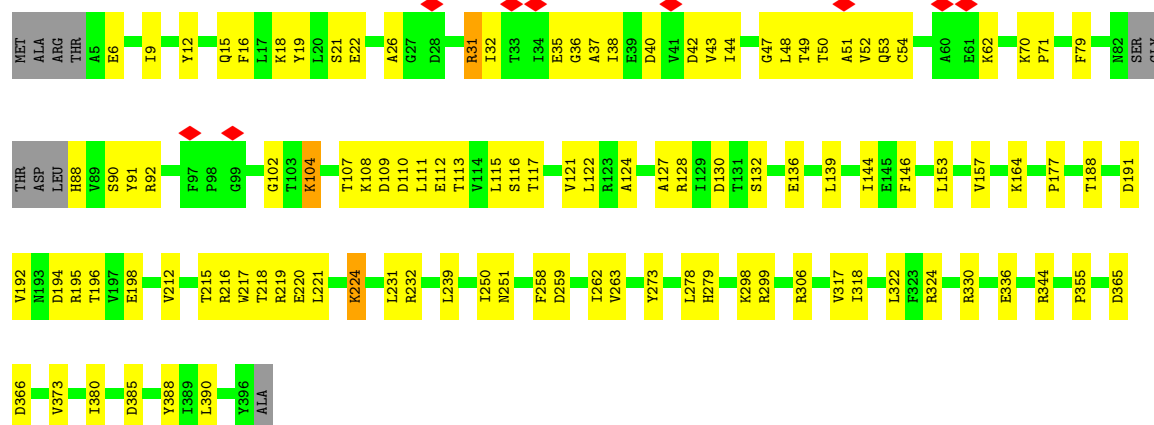 MET ALA ARG THR A5 E6 I9 Y12 Q15 F16 L17 K18 Y19 L20 S21 E22 A26 G27 D28 R31 I32 T33 I34 E35 G36 A37 I38 E39 D40 V41 D42 V43 I44 G47 L48 T49 T50 A51 V52 Q53 C54 A60 E61 K62 K70 P71 F79 N82 SER GLY
THR ASP LEU H88 V89 S90 Y91 R92 F97 P98 G99 G102 T103 K104 T107 K108 D109 D110 L111 E112 T113 V114 L115 S116 T117 V121 L122 R123 A124 A127 R128 I129 D130 T131 S132 E136 L139 I144 E145 F146 L153 V157 K164 P177 T188 D191
V192 N193 D194 R195 T196 V197 E198 V212 T215 R216 W217 T218 R219 E220 L221 K224 L231 R232 L239 I250 N251 F258 D259 I262 V263 Y273 L278 H279 K298 R299 R306 V317 I318 L322 F323 R324 R330 E336 R344 P355 D365
D366 V373 I380 D385 Y388 I389 L390 Y396 ALA